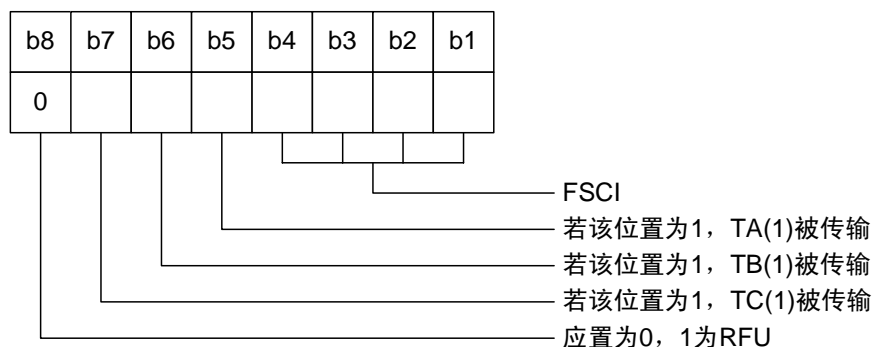 b8 b7 b6 b5 b4 b3 b2 b1
0
FSCI
若该位置为1，TA(1)被传输
若该位置为1，TB(1)被传输
若该位置为1，TC(1)被传输
应置为0，1为RFU